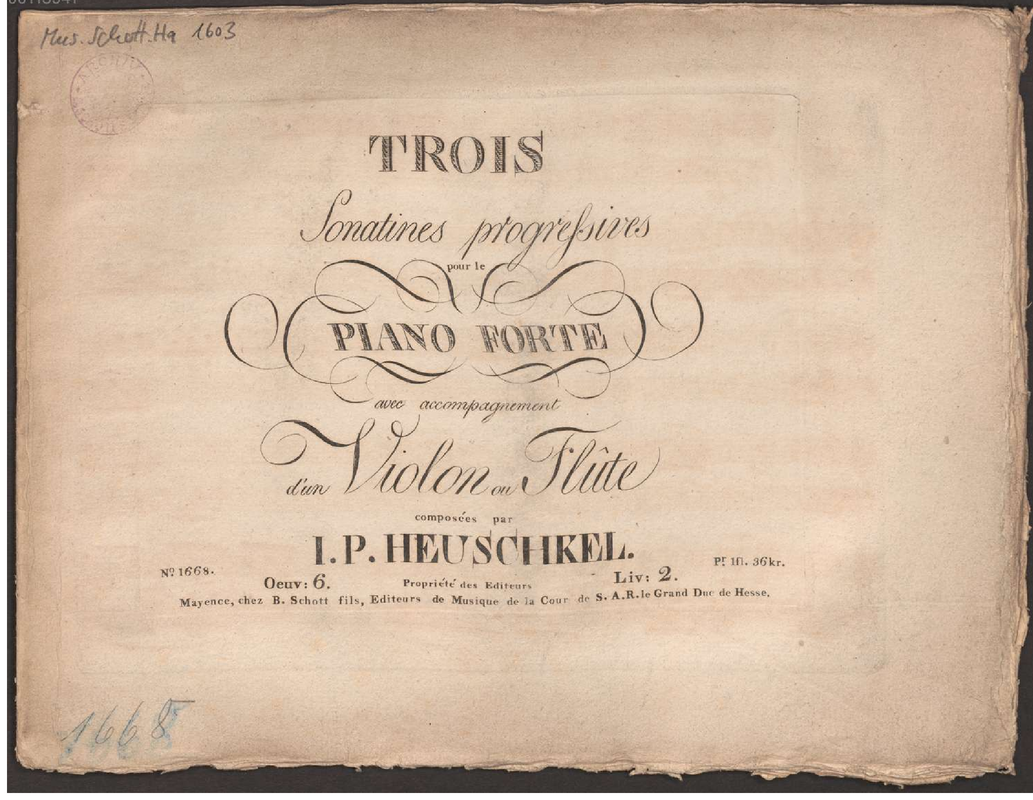 Mus. Schott. Ha 1603
TROIS
Sonatines progreſsives
pour le
PIANO FORTE
avec accompagnement
d'un Violon ou Flûte
composées par
I. P. HEUSCHKEL.
Nº 1668.
Pr 1fl. 36kr.
Oeuv: 6.
Propriété des Editeurs
Liv: 2.
Mayence, chez B. Schott fils, Editeurs de Musique de la Cour de S. A. R. le Grand Duc de Hesse.
1668